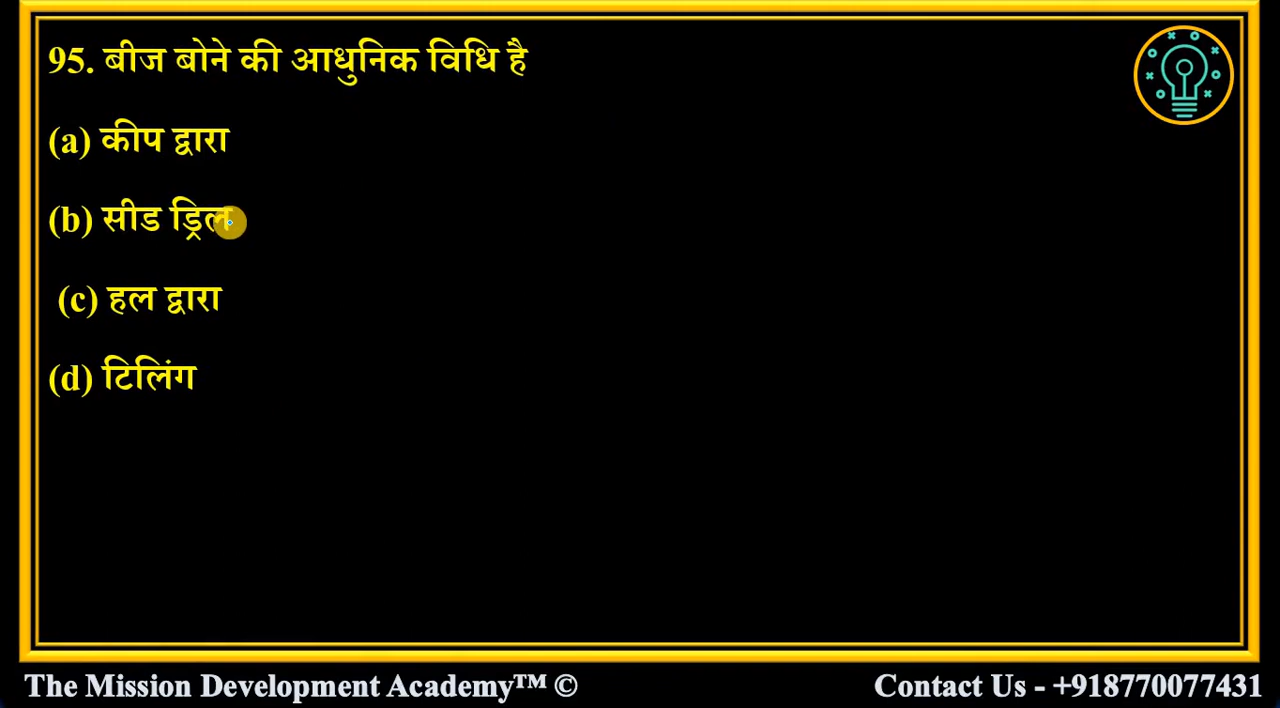 95. बीज बोने की आधुनिक विधि है
(a) कीप द्वारा
(b) सीड ड्रिल
(c) हल द्वारा
(d) टिलिंग
The Mission Development Academy™ ©
Contact Us - +918770077431